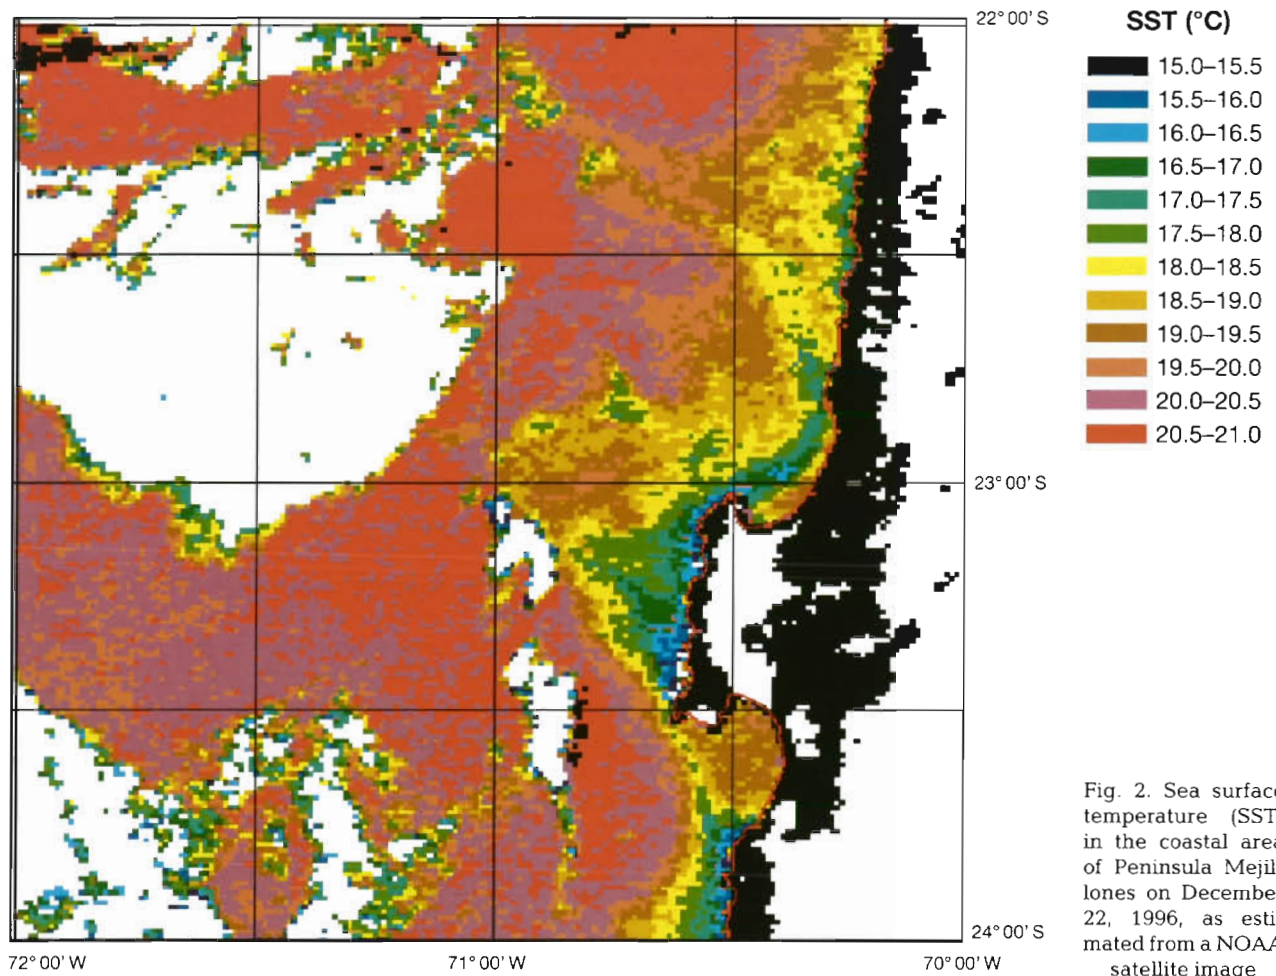 22°00' S
SST (°C)
15.0–15.5
15.5–16.0
16.0–16.5
16.5–17.0
17.0–17.5
17.5–18.0
18.0–18.5
18.5–19.0
19.0–19.5
19.5–20.0
20.0–20.5
20.5–21.0
23°00' S
24°00' S
72°00' W
71°00' W
70°00' W
Fig. 2. Sea surface
temperature (SST
in the coastal area
of Peninsula Mejil
lones on December
22, 1996, as esti
mated from a NOAA
satellite image